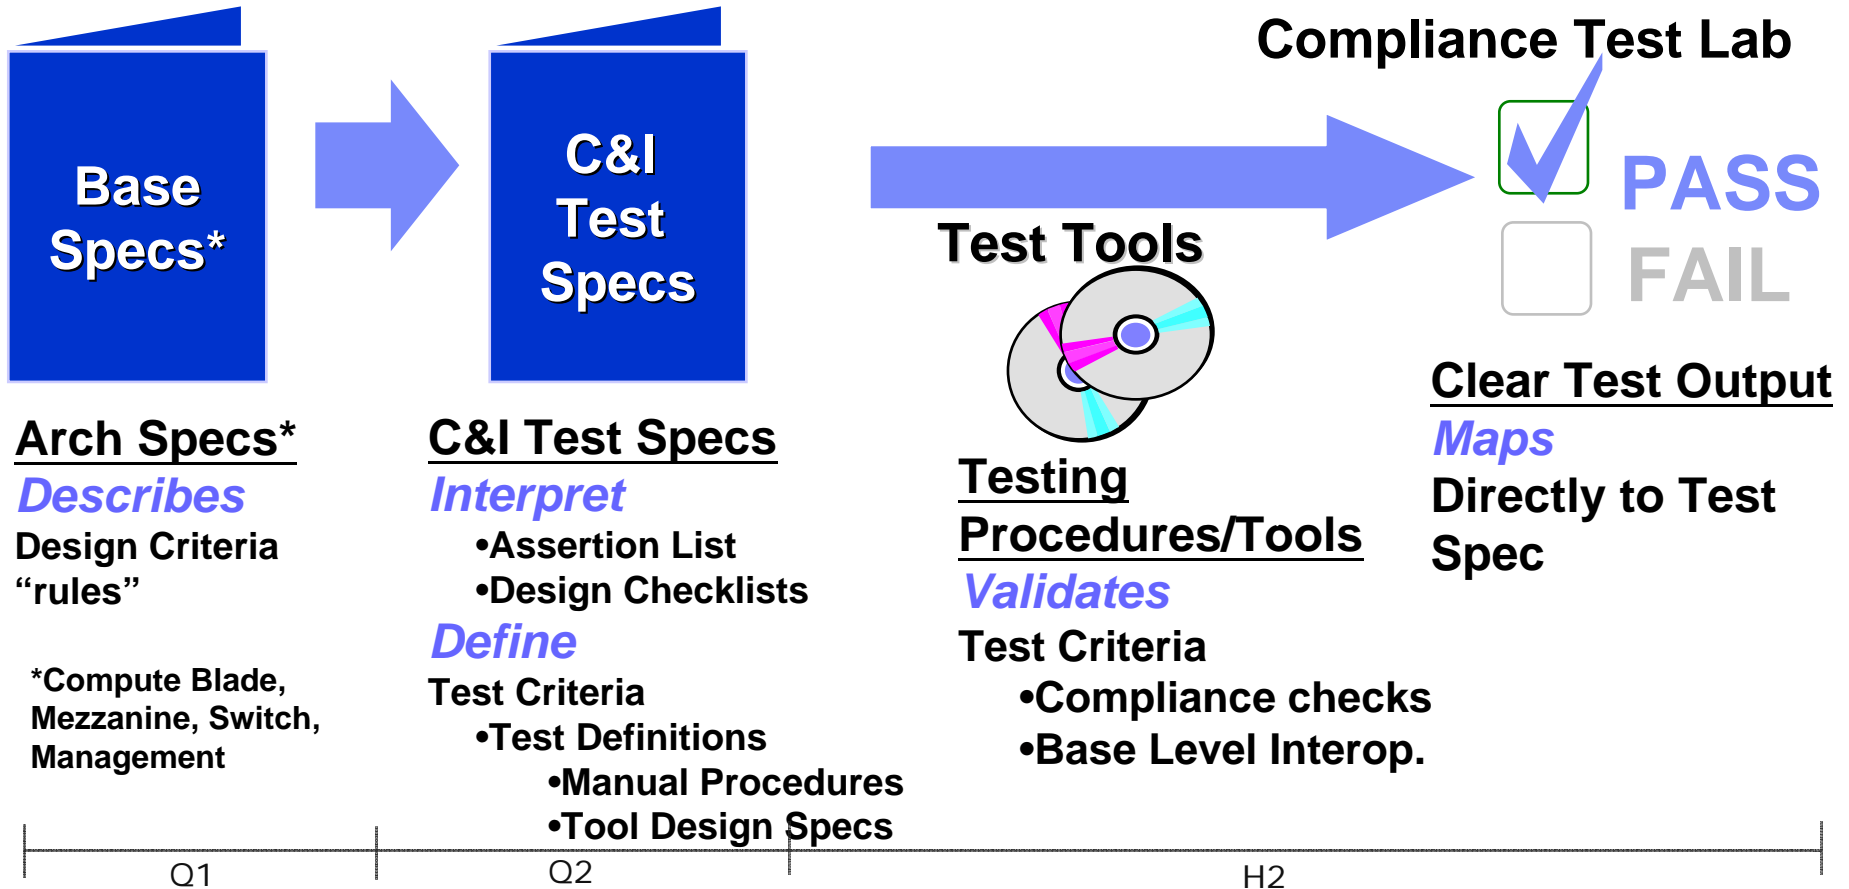 Base
Specs*
C&I
Test
Specs
Compliance Test Lab
PASS
FAIL
Test Tools
Arch Specs*
Describes
Design Criteria
“rules”
*Compute Blade,
Mezzanine, Switch,
Management
C&I Test Specs
Interpret
•Assertion List
•Design Checklists
Define
Test Criteria
•Test Definitions
•Manual Procedures
•Tool Design Specs
Testing
Procedures/Tools
Validates
Test Criteria
•Compliance checks
•Base Level Interop.
Clear Test Output
Maps
Directly to Test
Spec
Q1
Q2
H2